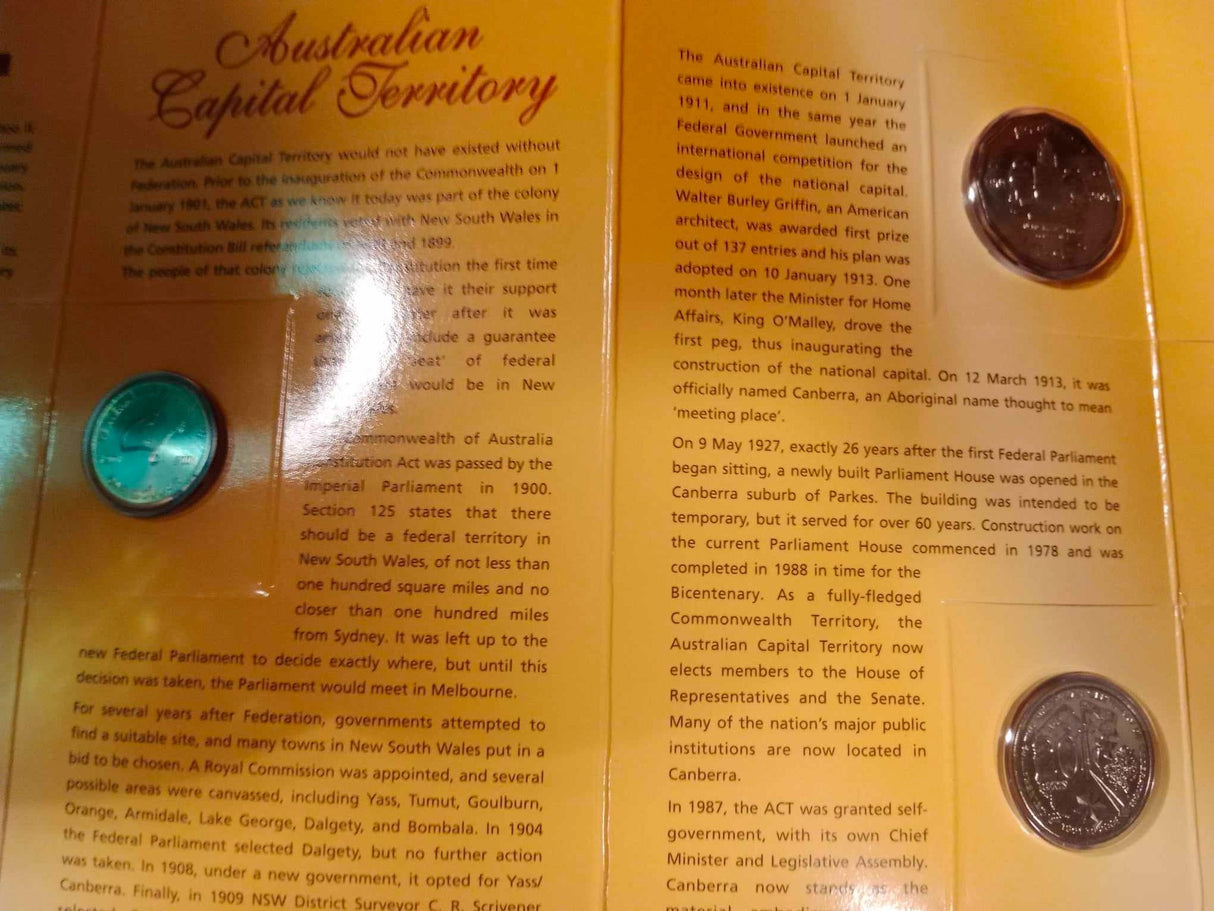 Australian
Capital Territory
The Australian Capital Territory would not have existed without
Federation. Prior to the inauguration of the Commonwealth on 1
January 1901, the ACT as we know it today was part of the colony
of New South Wales. Its residents voted with New South Wales in
the Constitution Bill and 1899.
The people of that colony the first time
it their support
after it was
a guarantee
of federal
would be in New
of Australia
Act was passed by the
Imperial Parliament in 1900.
Section 125 states that there
should be a federal territory in
New South Wales, of not less than
one hundred square miles and no
closer than one hundred miles
from Sydney. It was left up to the
new Federal Parliament to decide exactly where, but until this
decision was taken, the Parliament would meet in Melbourne.
For several years after Federation, governments attempted to
find a suitable site, and many towns in New South Wales put in a
bid to be chosen. A Royal Commission was appointed, and several
possible areas were canvassed, including Yass, Tumut, Goulburn,
Orange, Armidale, Lake George, Dalgety, and Bombala. In 1904
the Federal Parliament selected Dalgety, but no further action
was taken. In 1908, under a new government, it opted for Yass/
Canberra. Finally, in 1909 NSW District Surveyor C. R. Scrivener
The Australian Capital Territory
came into existence on 1 January
1911, and in the same year the
Federal Government launched an
international competition for the
design of the national capital.
Walter Burley Griffin, an American
architect, was awarded first prize
out of 137 entries and his plan was
adopted on 10 January 1913. One
month later the Minister for Home
Affairs, King O'Malley, drove the
first peg, thus inaugurating the
construction of the national capital. On 12 March 1913, it was
officially named Canberra, an Aboriginal name thought to mean
'meeting place'.
On 9 May 1927, exactly 26 years after the first Federal Parliament
began sitting, a newly built Parliament House was opened in the
Canberra suburb of Parkes. The building was intended to be
temporary, but it served for over 60 years. Construction work on
the current Parliament House commenced in 1978 and was
completed in 1988 in time for the
Bicentenary. As a fully-fledged
Commonwealth Territory, the
Australian Capital Territory now
elects members to the House of
Representatives and the Senate.
Many of the nation's major public
institutions are now located in
Canberra.
In 1987, the ACT was granted self-
government, with its own Chief
Minister and Legislative Assembly.
Canberra now stands as the